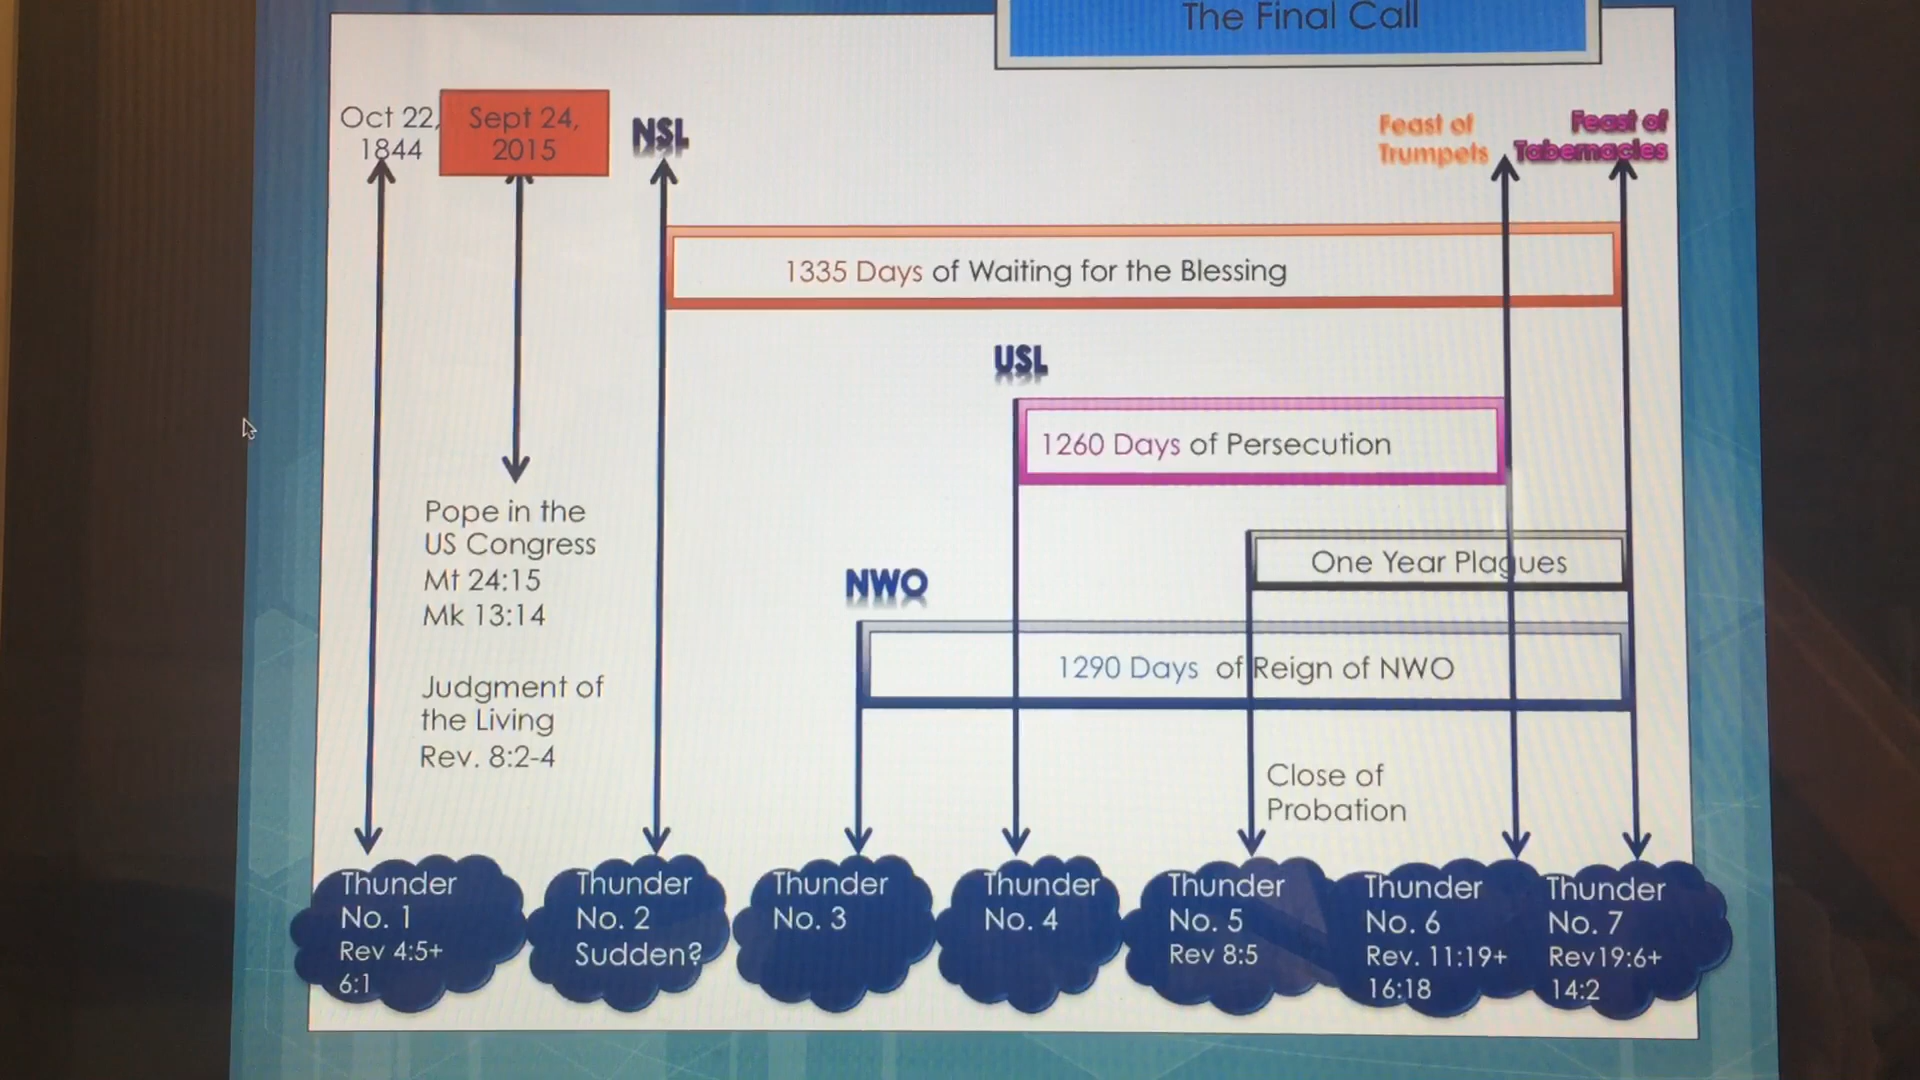 The Final Call
Oct 22,
1844
Sept 24,
2015
NSL
Feast of
Trumpets
Feast of
Tabernacles
1335 Days of Waiting for the Blessing
USL
1260 Days of Persecution
Pope in the
US Congress
Mt 24:15
Mk 13:14
One Year Plagues
NWO
1290 Days of Reign of NWO
Judgment of
the Living
Rev. 8:2-4
Close of
Probation
Thunder
No. 1
Rev 4:5+
6:1
Thunder
No. 2
Sudden?
Thunder
No. 3
Thunder
No. 4
Thunder
No. 5
Rev 8:5
Thunder
No. 6
Rev. 11:19+
16:18
Thunder
No. 7
Rev19:6+
14:2